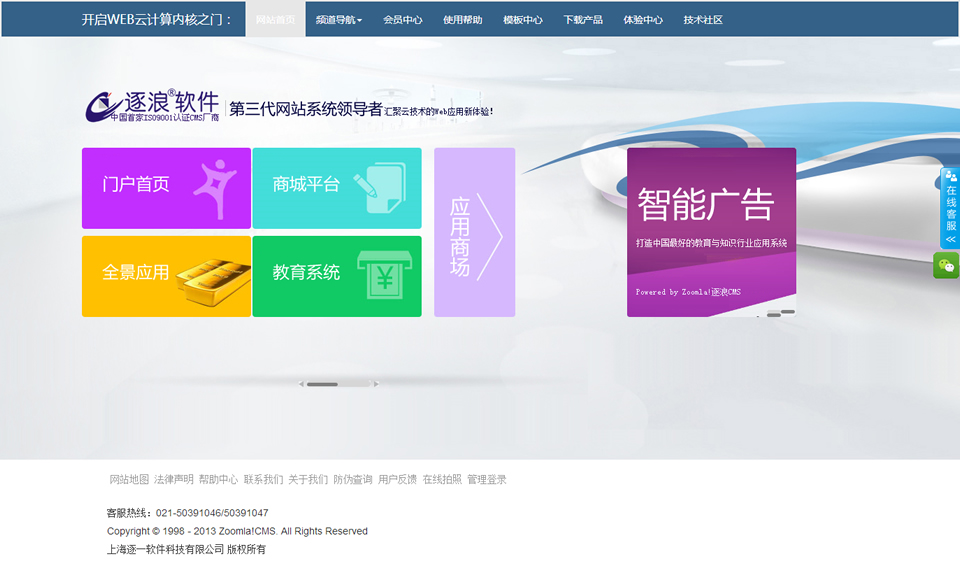 开启WEB云计算内核之门： 网站首页 频道导航 会员中心 使用帮助 模板中心 下载产品 体验中心 技术社区
逐浪®软件
中国首家ISO9001认证CMS厂商
第三代网站系统领导者 汇聚云技术的Web应用新体验!
门户首页
商城平台
全景应用
教育系统
应用商场
智能广告
打造中国最好的教育与知识行业应用系统
Powered by Zoomla!逐浪CMS
在线客服
<<
网站地图 法律声明 帮助中心 联系我们 关于我们 防伪查询 用户反馈 在线拍照 管理登录
客服热线：021-50391046/50391047
Copyright © 1998 - 2013 Zoomla!CMS. All Rights Reserved
上海逐一软件科技有限公司 版权所有